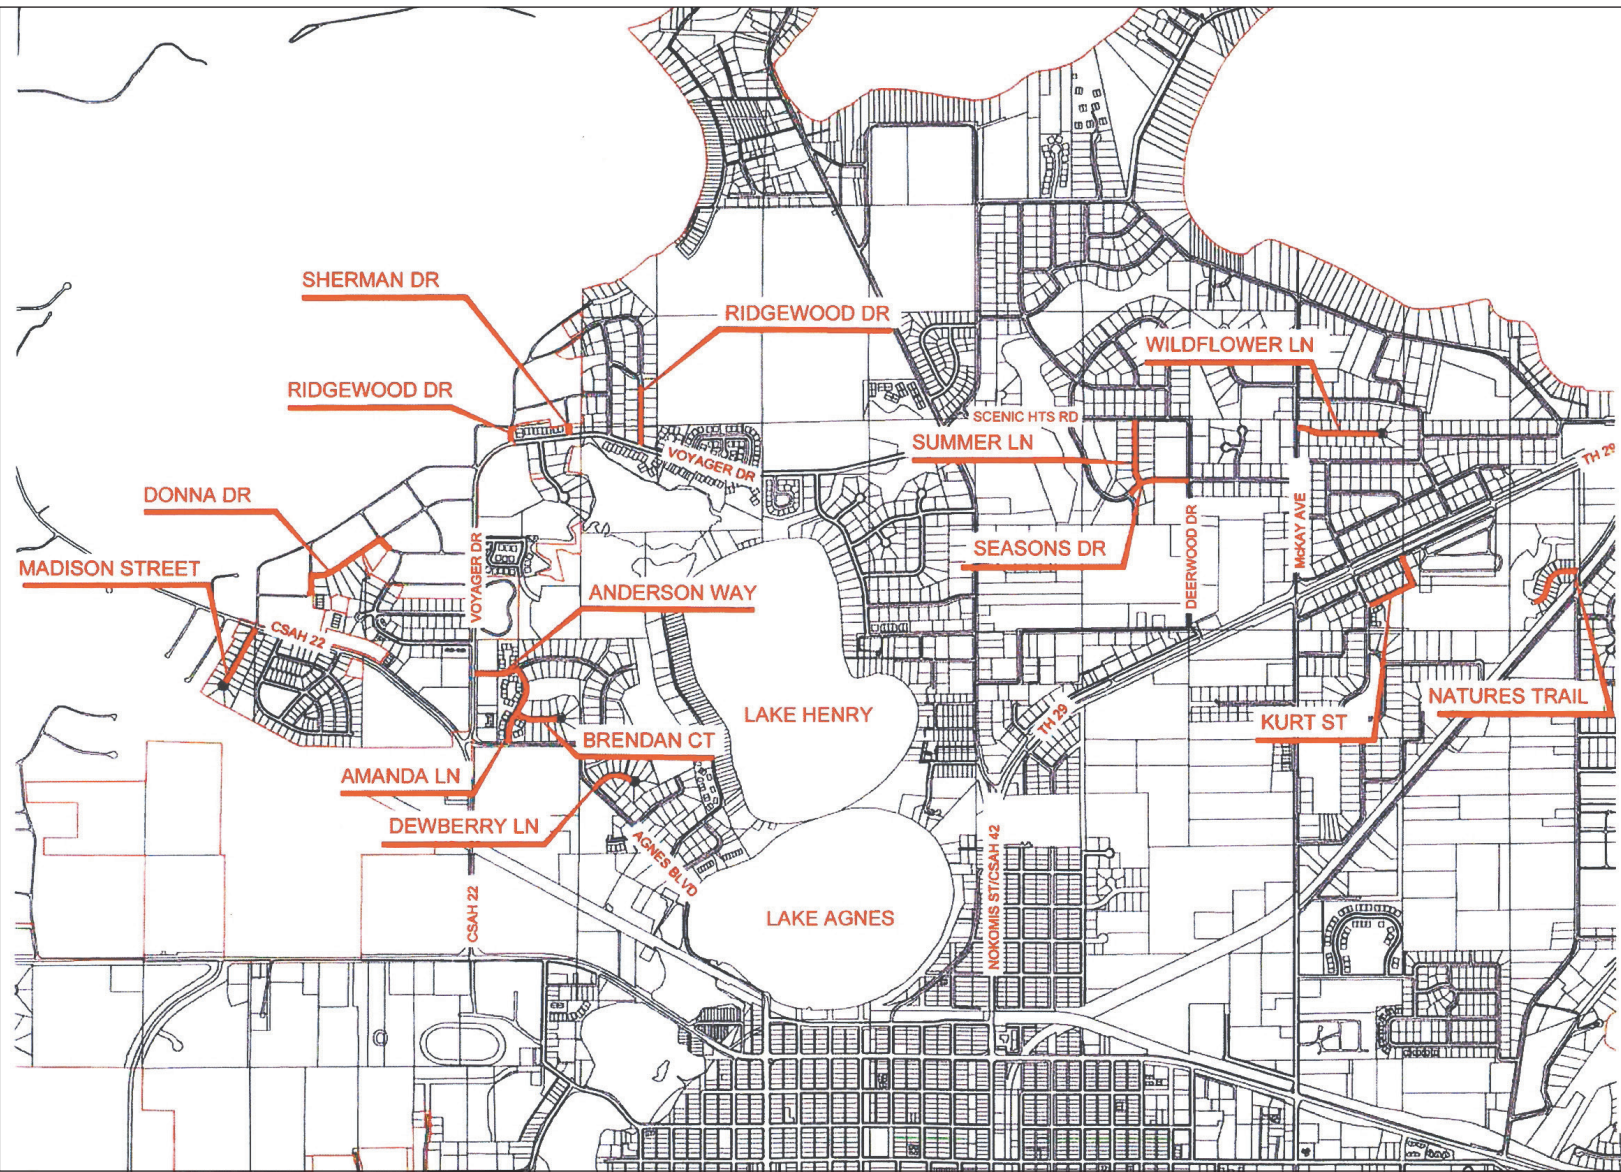 SHERMAN DR
RIDGEWOOD DR
WILDFLOWER LN
RIDGEWOOD DR
SCENIC HTS RD
SUMMER LN
VOYAGER DR
TH 29
DONNA DR
McKAY AVE
VOYAGER DR
SEASONS DR
DEERWOOD DR
MADISON STREET
ANDERSON WAY
CSAH 22
NATURES TRAIL
LAKE HENRY
TH 29
KURT ST
BRENDAN CT
AMANDA LN
DEWBERRY LN
AGNES BLVD
NOKOMIS ST/CSAH 42
CSAH 22
LAKE AGNES